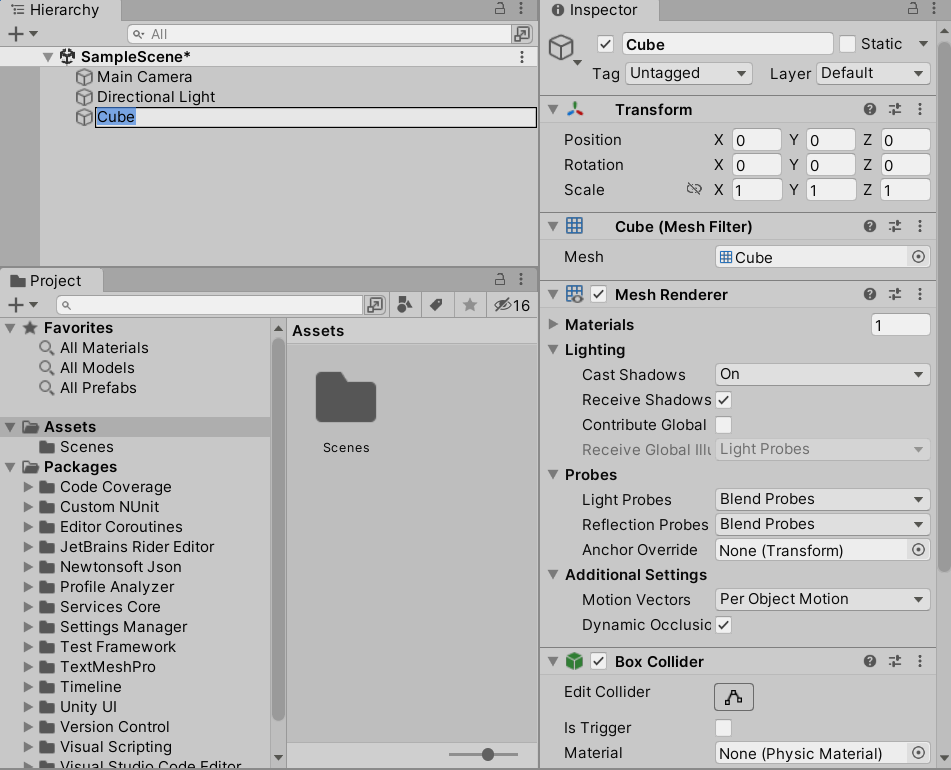 Hierarchy
All
SampleScene*
Main Camera
Directional Light
Cube
Project
16
Favorites
All Materials
All Models
All Prefabs
Assets
Scenes
Packages
Code Coverage
Custom NUnit
Editor Coroutines
JetBrains Rider Editor
Newtonsoft Json
Profile Analyzer
Services Core
Settings Manager
Test Framework
TextMeshPro
Timeline
Unity UI
Version Control
Visual Scripting
Visual Studio Code Editor
Assets
Scenes
Inspector
Cube Static
Tag Untagged Layer Default
Transform
Position X 0 Y 0 Z 0
Rotation X 0 Y 0 Z 0
Scale X 1 Y 1 Z 1
Cube (Mesh Filter)
Mesh Cube
Mesh Renderer
Materials 1
Lighting
Cast Shadows On
Receive Shadows
Contribute Global
Receive Global Illu Light Probes
Probes
Light Probes Blend Probes
Reflection Probes Blend Probes
Anchor Override None (Transform)
Additional Settings
Motion Vectors Per Object Motion
Dynamic Occlusic
Box Collider
Edit Collider
Is Trigger
Material None (Physic Material)